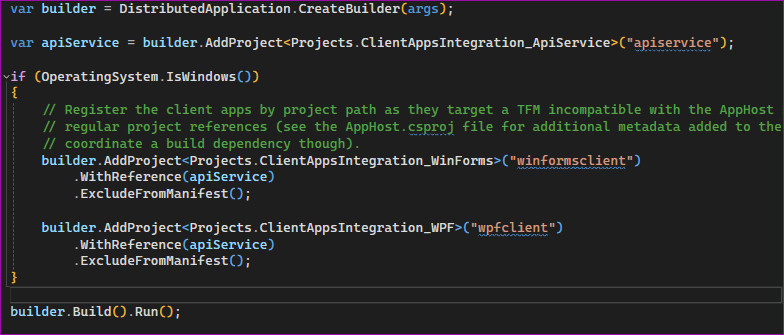 var builder = DistributedApplication.CreateBuilder(args);
var apiService = builder.AddProject<Projects.ClientAppsIntegration_ApiService>("apiservice");
if (OperatingSystem.IsWindows())
{
// Register the client apps by project path as they target a TFM incompatible with the AppHost
// regular project references (see the AppHost.csproj file for additional metadata added to the
// coordinate a build dependency though).
builder.AddProject<Projects.ClientAppsIntegration_WinForms>("winformsclient")
.WithReference(apiService)
.ExcludeFromManifest();
builder.AddProject<Projects.ClientAppsIntegration_WPF>("wpfclient")
.WithReference(apiService)
.ExcludeFromManifest();
}
builder.Build().Run();